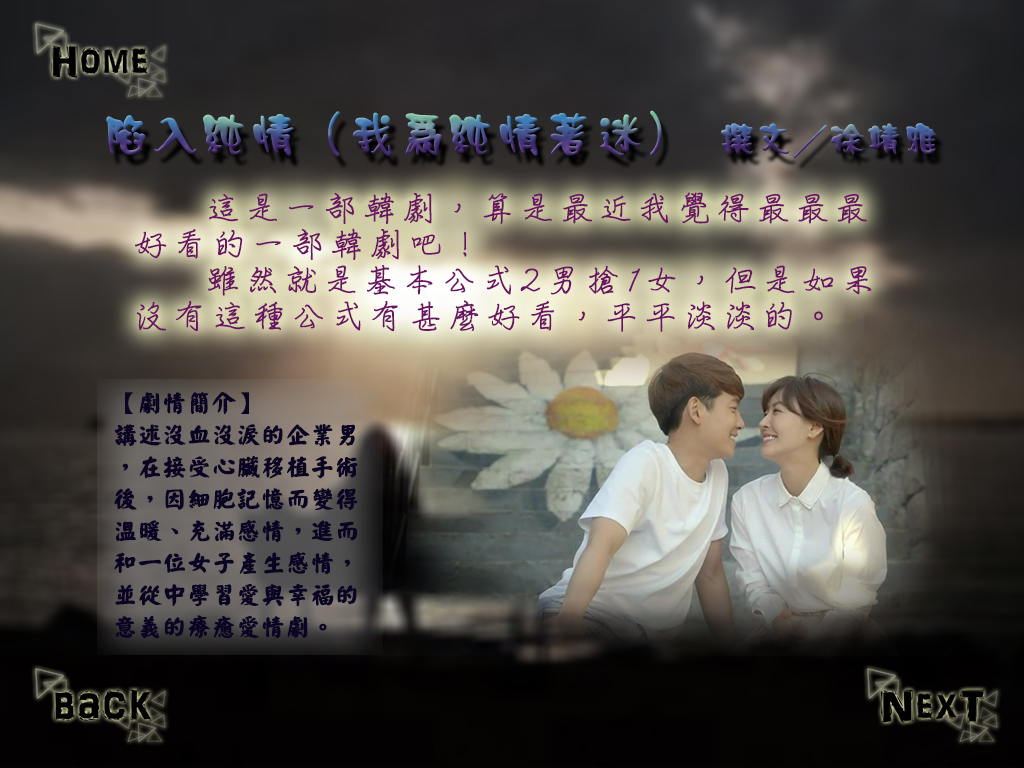 HOME
陷入純情（我為純情著迷） 撰文／徐靖雅
這是一部韓劇，算是最近我覺得最最最
好看的一部韓劇吧！
雖然就是基本公式2男搶1女，但是如果
沒有這種公式有甚麼好看，平平淡淡的。
【劇情簡介】
講述沒血沒淚的企業男
，在接受心臟移植手術
後，因細胞記憶而變得
溫暖、充滿感情，進而
和一位女子產生感情，
並從中學習愛與幸福的
意義的療癒愛情劇。
BACK
NEXT